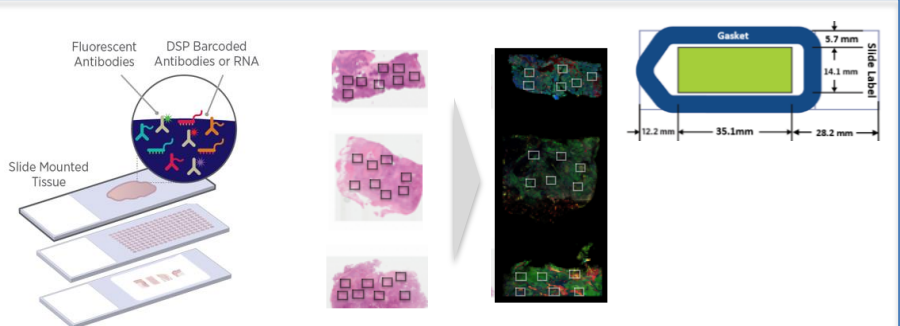 Fluorescent
Antibodies
DSP Barcoded
Antibodies or RNA
Slide Mounted
Tissue
Gasket
5.7 mm
14.1 mm
Slide Label
12.2 mm
35.1mm
28.2 mm